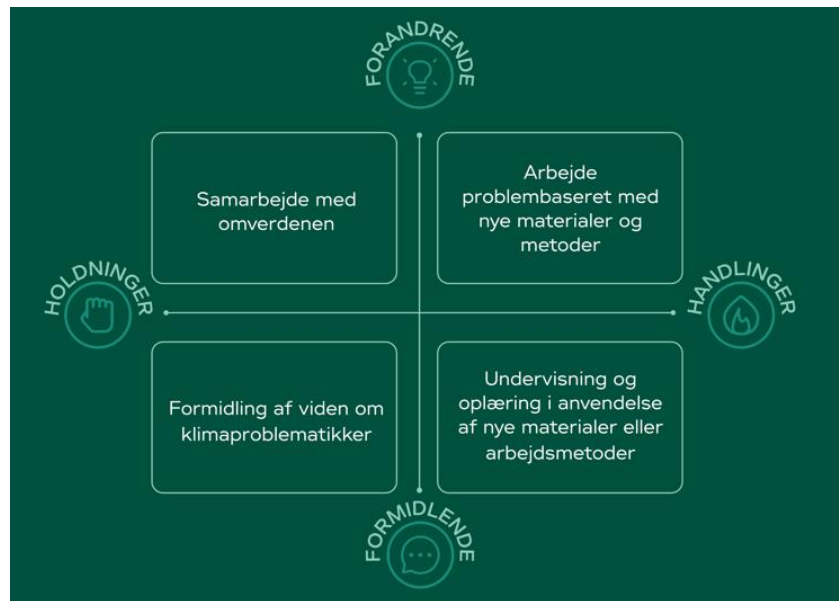 FORANDRENDE
Samarbejde med
omverdenen
Arbejde
problembaseret med
nye materialer og
metoder
HOLDNINGER
HANDLINGER
Formidling af viden om
klimaproblematikker
Undervisning og
oplæring i anvendelse
af nye materialer eller
arbejdsmetoder
FORMIDLENDE